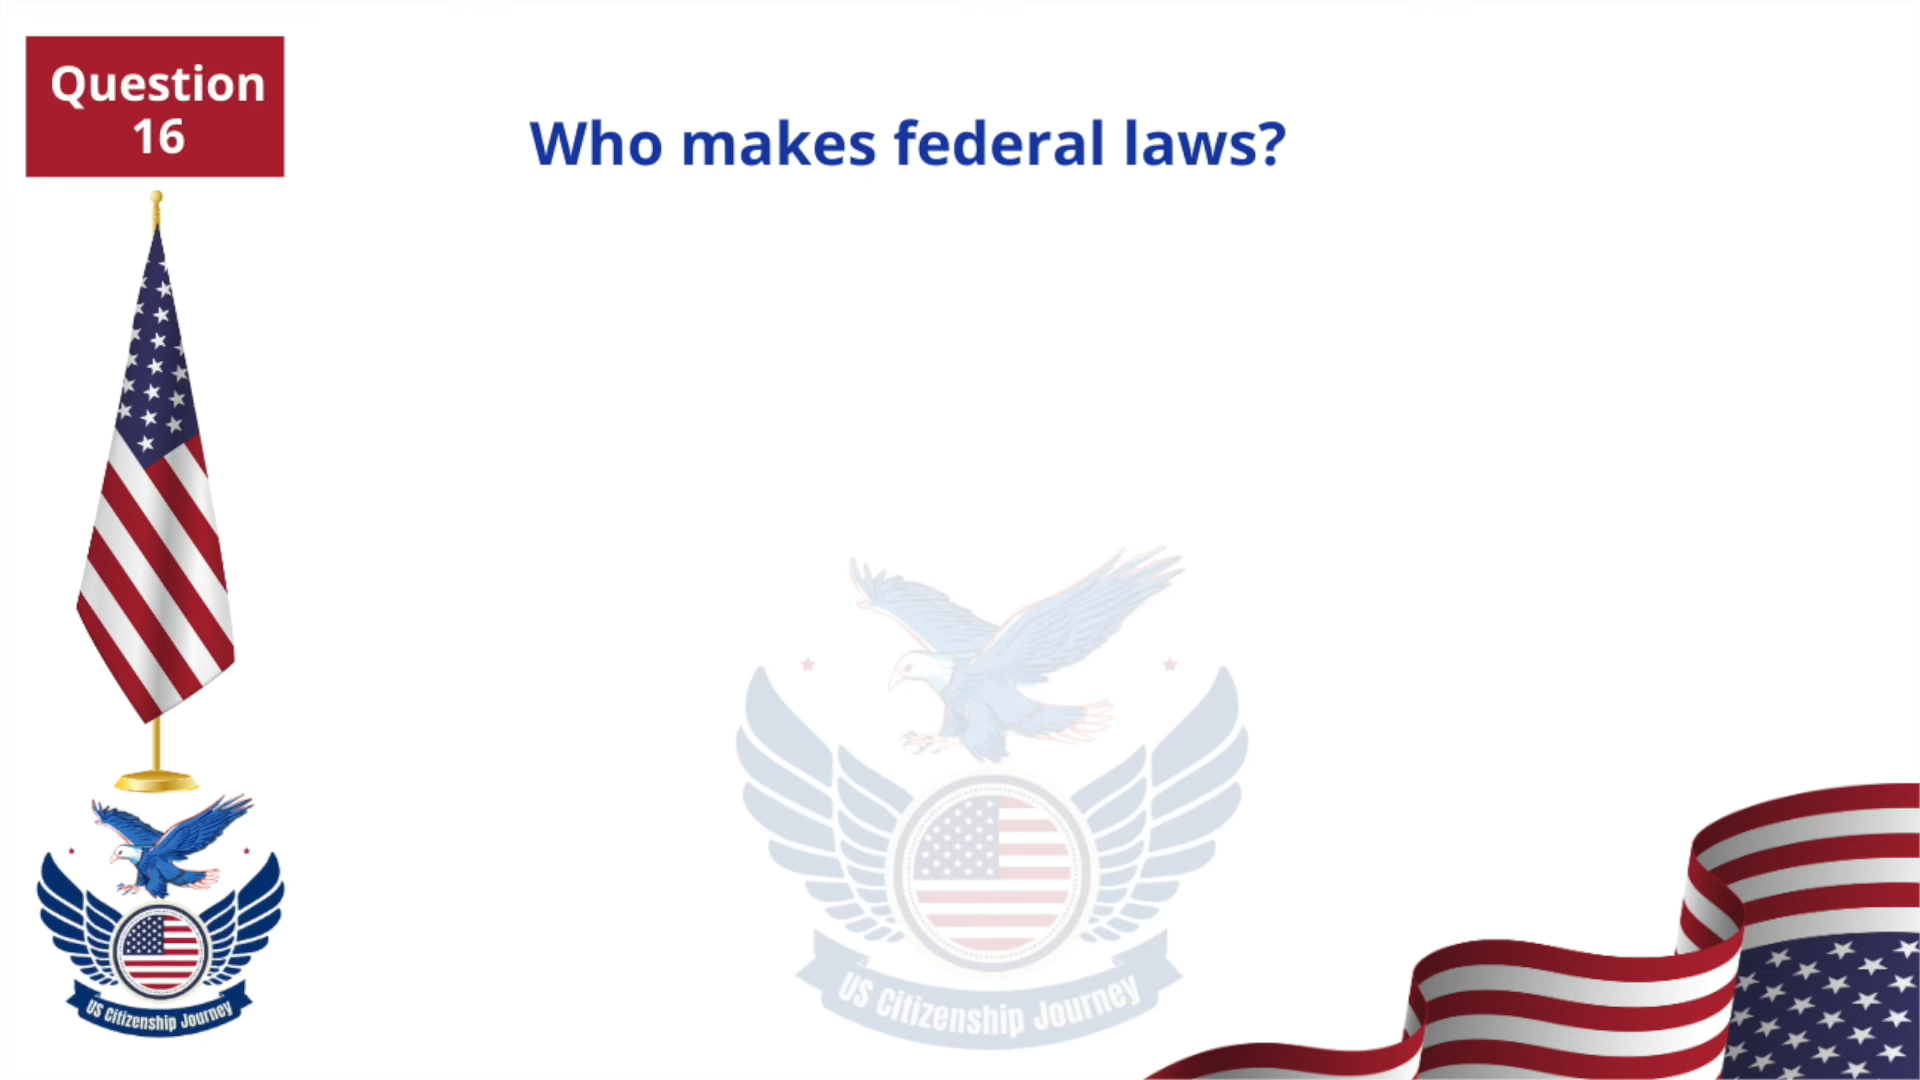 Question
16
Who makes federal laws?
US Citizenship Journey
US Citizenship Journey